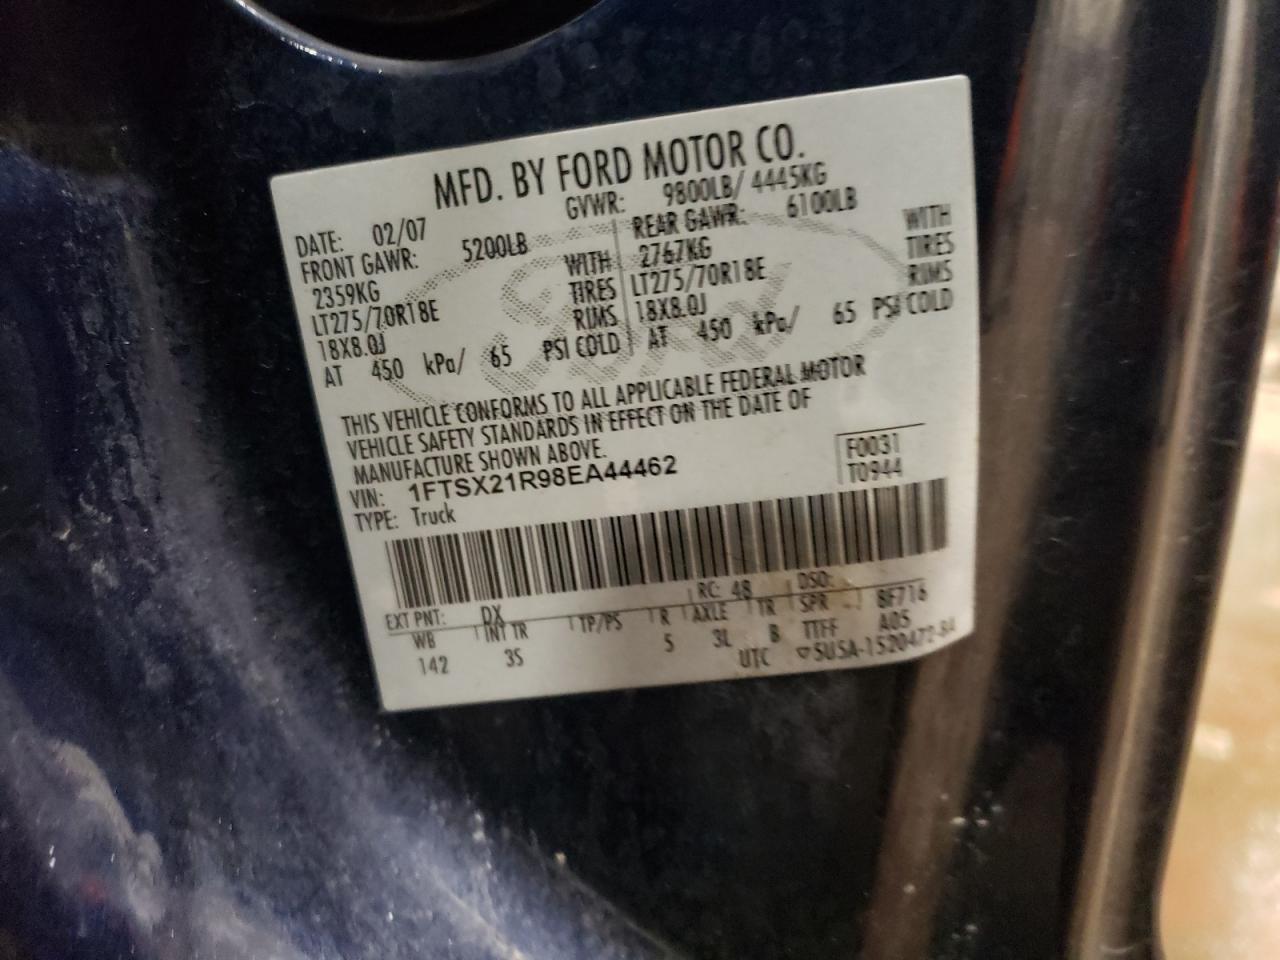 MFD. BY FORD MOTOR CO.
DATE: 02/07 GVWR: 9800LB/ 4445KG
FRONT GAWR: 5200LB REAR GAWR: 6100LB
2359KG WITH 2767KG WITH
LT275/70R18E TIRES LT275/70R18E TIRES
18X8.0J RIMS 18X8.0J RIMS
AT 450 kPa/ 65 PSI COLD AT 450 kPa/ 65 PSI COLD
THIS VEHICLE CONFORMS TO ALL APPLICABLE FEDERAL MOTOR
VEHICLE SAFETY STANDARDS IN EFFECT ON THE DATE OF
MANUFACTURE SHOWN ABOVE.
VIN: 1FTSX21R98EA44462 F0031
TYPE: Truck T0944
EXT PNT: DX RC: 48 DSO:
WB INT TR TP/PS R AXLE TR SPR 8F716
142 3S 5 3L B TTFF A05
UTC ▽5U5A-1520472-BA
Ford